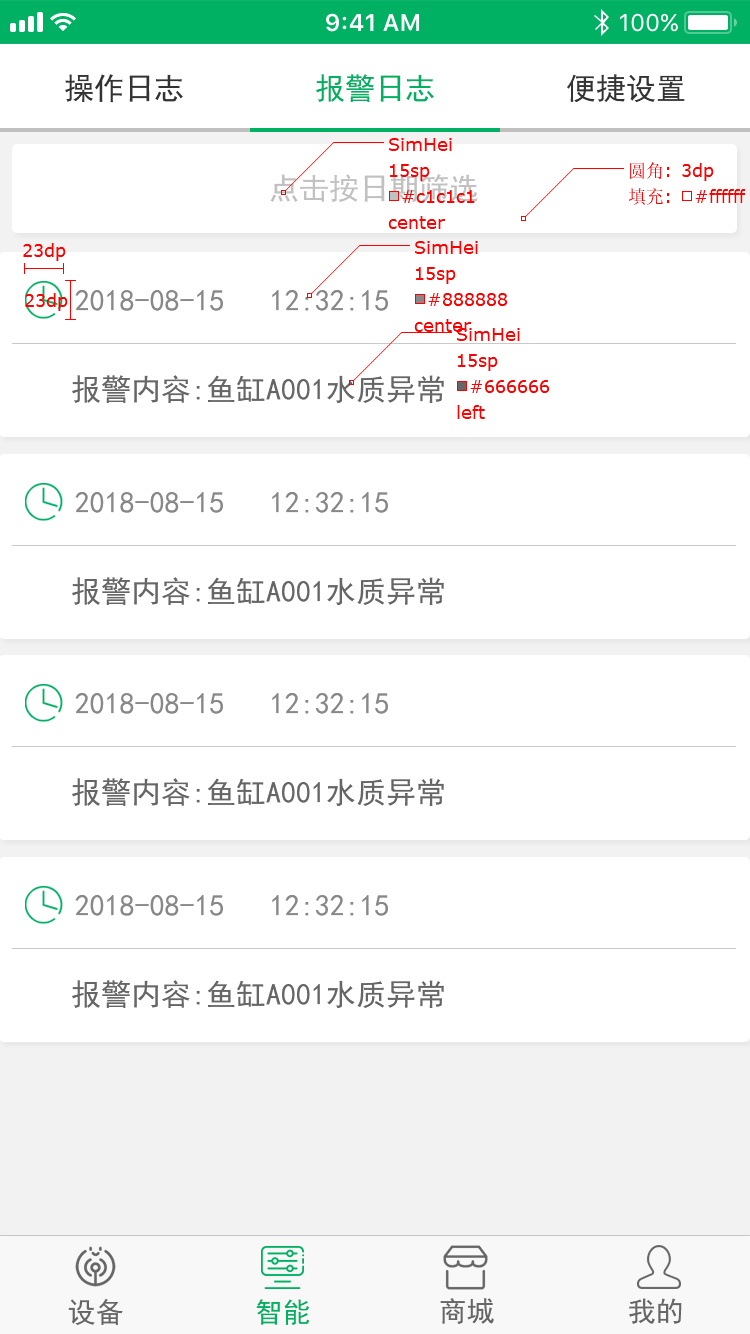 9:41 AM 100%
操作日志 报警日志 便捷设置
点击按日期筛选
SimHei
15sp
#c1c1c1
center
圆角: 3dp
填充: #ffffff
23dp
23dp
2018-08-15 12:32:15
SimHei
15sp
#888888
center
报警内容:鱼缸A001水质异常
SimHei
15sp
#666666
left
2018-08-15 12:32:15
报警内容:鱼缸A001水质异常
2018-08-15 12:32:15
报警内容:鱼缸A001水质异常
2018-08-15 12:32:15
报警内容:鱼缸A001水质异常
设备 智能 商城 我的